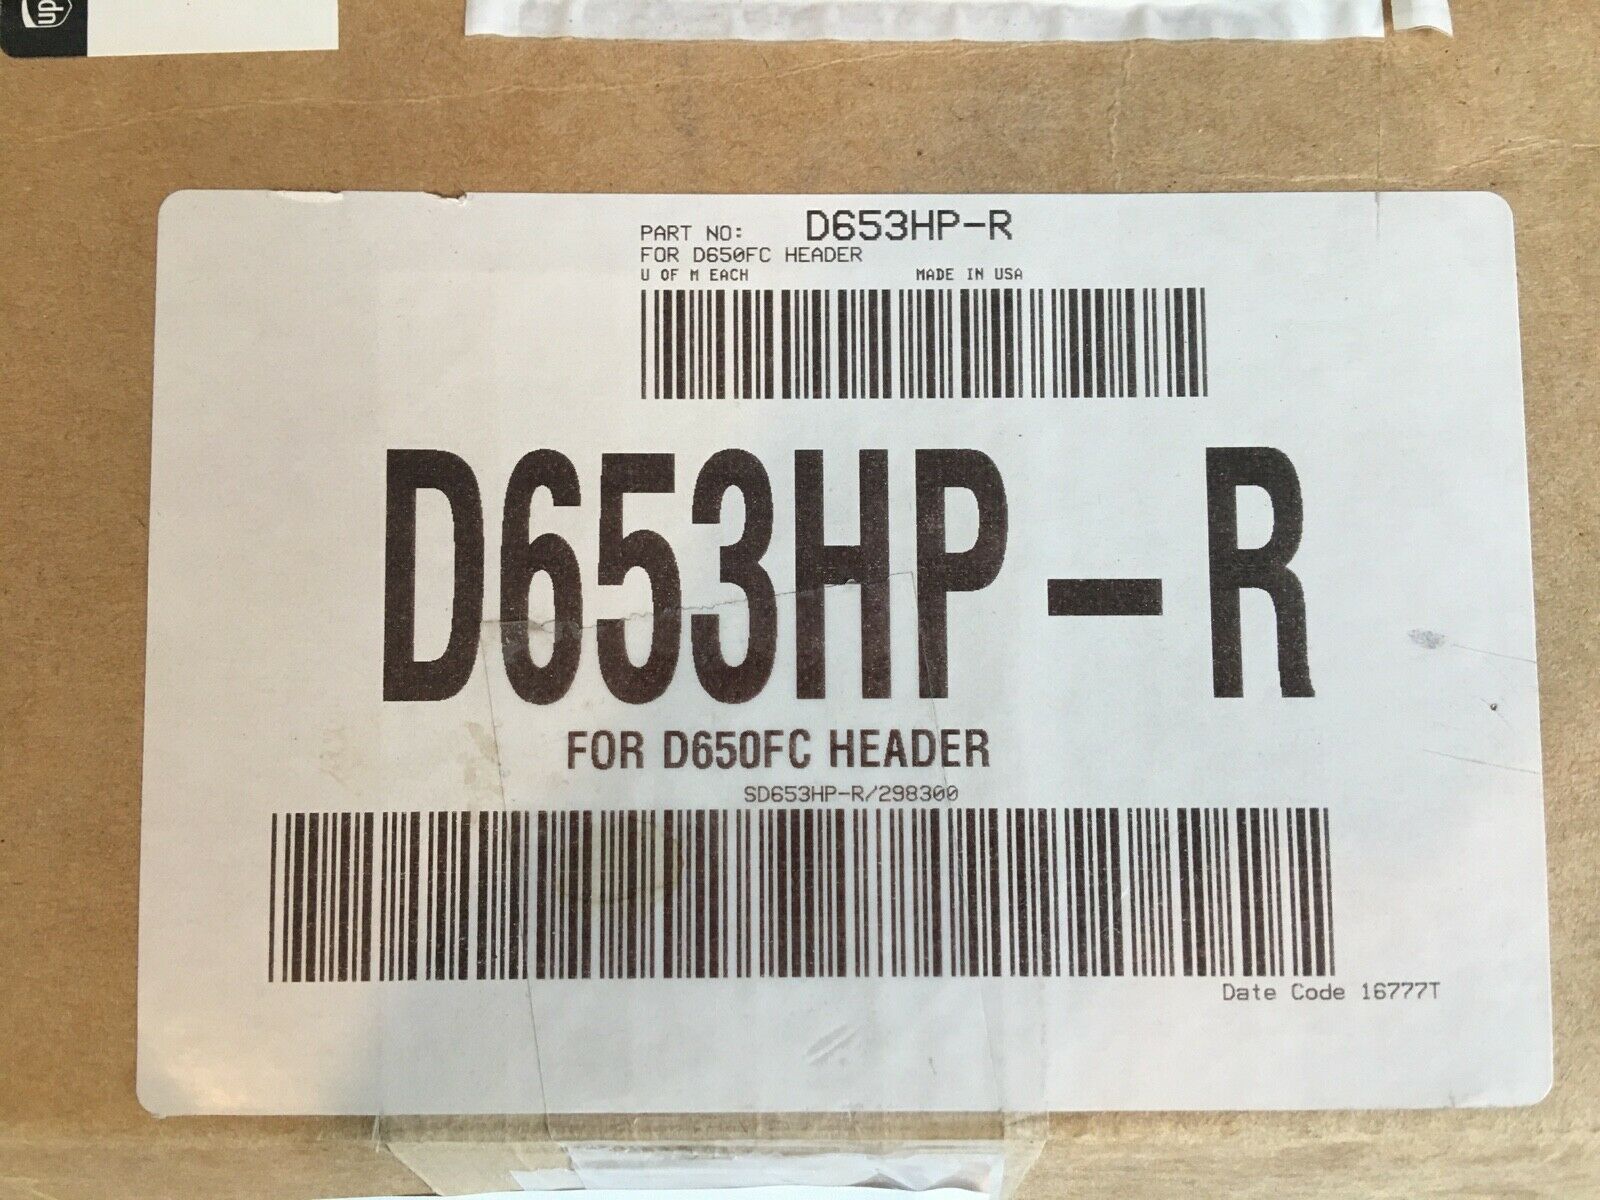 ups
PART NO: D653HP-R
FOR D650FC HEADER
U OF M EACH MADE IN USA
D653HP-R
FOR D650FC HEADER
SD653HP-R/298300
Date Code 16777T